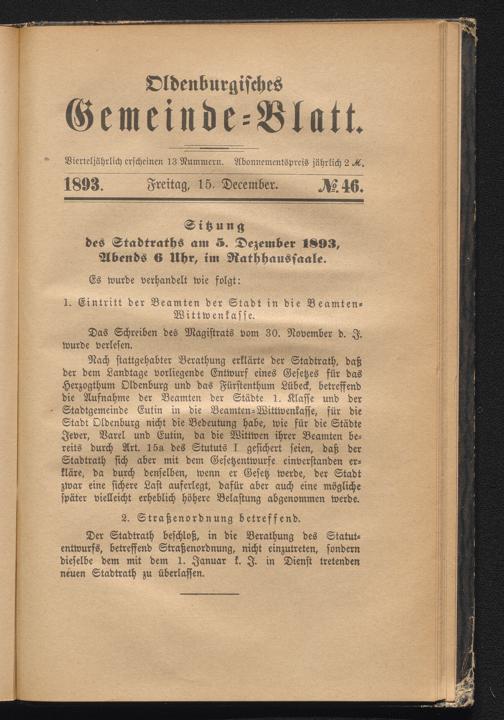 Oldenburgisches
Gemeinde-Blatt.
Vierteljährlich erscheinen 13 Nummern. Abonnementspreis jährlich 2 ℳ.
1893. Freitag, 15. December. № 46.
Sitzung
des Stadtraths am 5. Dezember 1893,
Abends 6 Uhr, im Rathhaussaale.
Es wurde verhandelt wie folgt:
1. Eintritt der Beamten der Stadt in die Beamten-
Wittwenkasse.
Das Schreiben des Magistrats vom 30. November d. J.
wurde verlesen.
Nach stattgehabter Berathung erklärte der Stadtrath, daß
der dem Landtage vorliegende Entwurf eines Gesetzes für das
Herzogthum Oldenburg und das Fürstenthum Lübeck, betreffend
die Aufnahme der Beamten der Städte 1. Klasse und der
Stadtgemeinde Eutin in die Beamten-Wittwenkasse, für die
Stadt Oldenburg nicht die Bedeutung habe, wie für die Städte
Jever, Varel und Eutin, da die Wittwen ihrer Beamten be-
reits durch Art. 15a des Statuts I gesichert seien, daß der
Stadtrath sich aber mit dem Gesetzentwurfe einverstanden er-
kläre, da durch denselben, wenn er Gesetz werde, der Stadt
zwar eine sichere Last auferlegt, dafür aber auch eine mögliche
später vielleicht erheblich höhere Belastung abgenommen werde.
2. Straßenordnung betreffend.
Der Stadtrath beschloß, in die Berathung des Statut-
entwurfs, betreffend Straßenordnung, nicht einzutreten, sondern
dieselbe dem mit dem 1. Januar k. J. in Dienst tretenden
neuen Stadtrath zu überlassen.